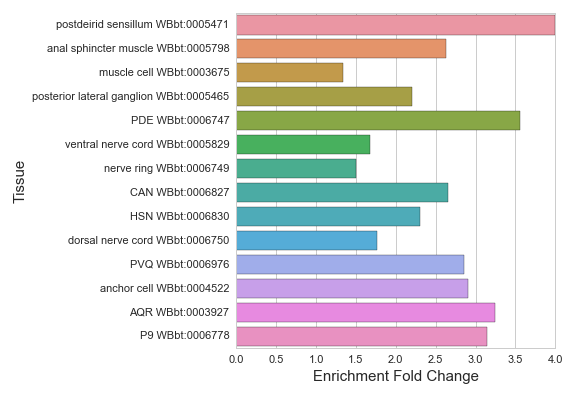 postdeirid sensillum WBbt:0005471
anal sphincter muscle WBbt:0005798
muscle cell WBbt:0003675
posterior lateral ganglion WBbt:0005465
PDE WBbt:0006747
ventral nerve cord WBbt:0005829
nerve ring WBbt:0006749
CAN WBbt:0006827
HSN WBbt:0006830
dorsal nerve cord WBbt:0006750
PVQ WBbt:0006976
anchor cell WBbt:0004522
AQR WBbt:0003927
P9 WBbt:0006778
Tissue
0.0 0.5 1.0 1.5 2.0 2.5 3.0 3.5 4.0
Enrichment Fold Change